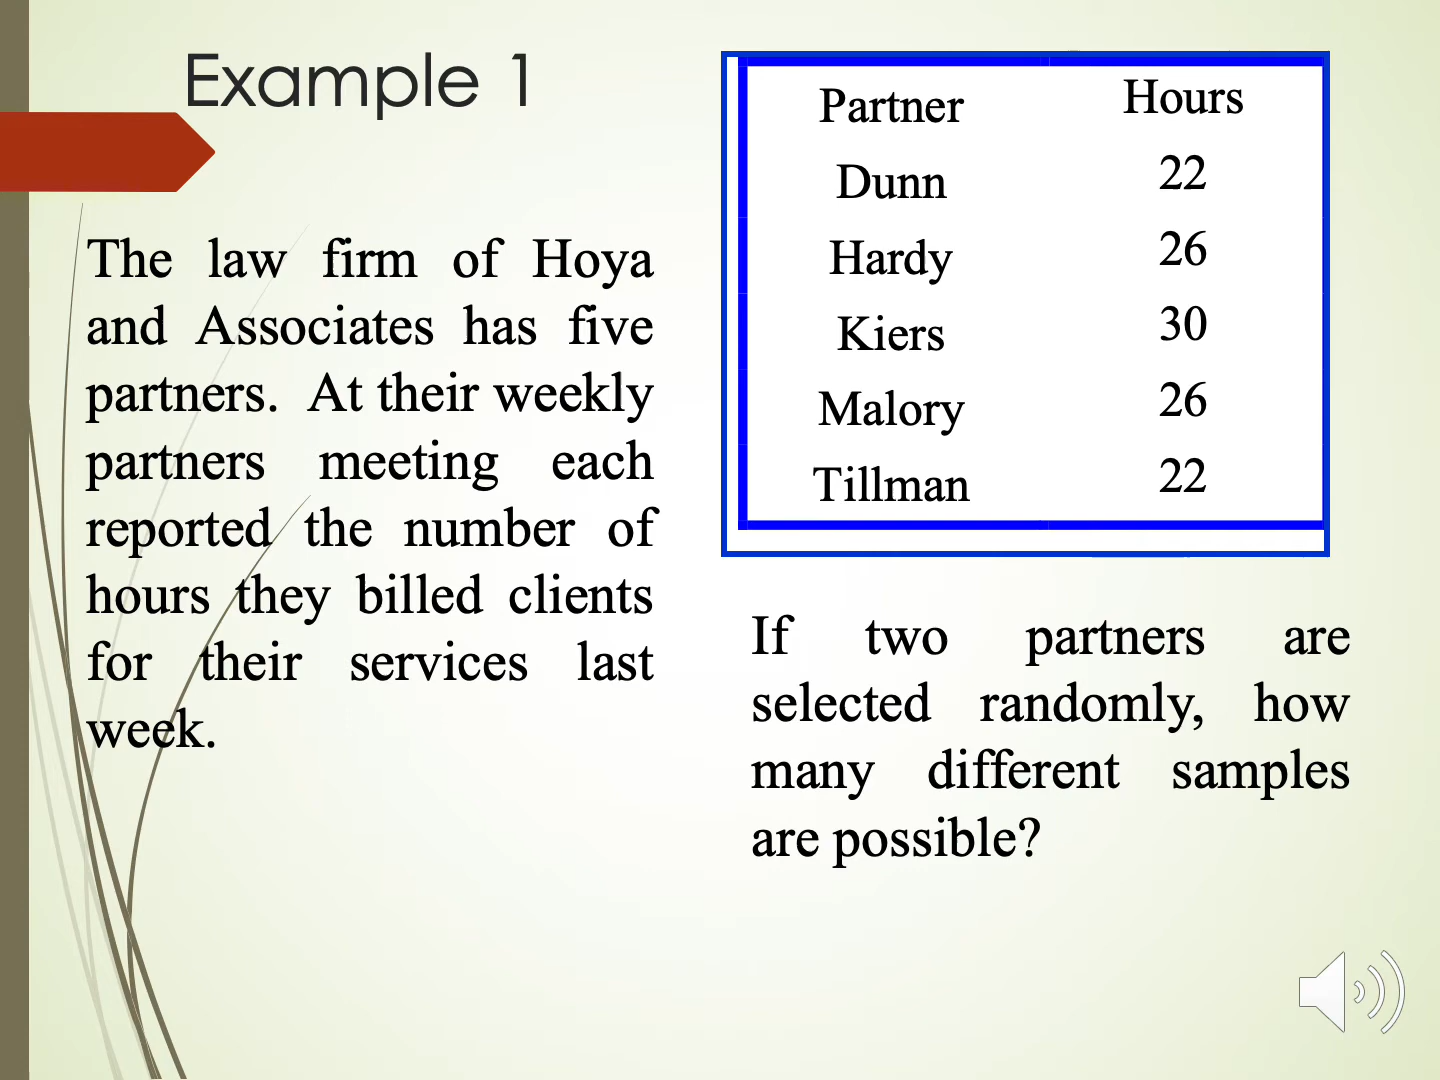 Example 1
The law firm of Hoya
and Associates has five
partners. At their weekly
partners meeting each
reported the number of
hours they billed clients
for their services last
week.
Partner Hours
Dunn 22
Hardy 26
Kiers 30
Malory 26
Tillman 22
If two partners are
selected randomly, how
many different samples
are possible?